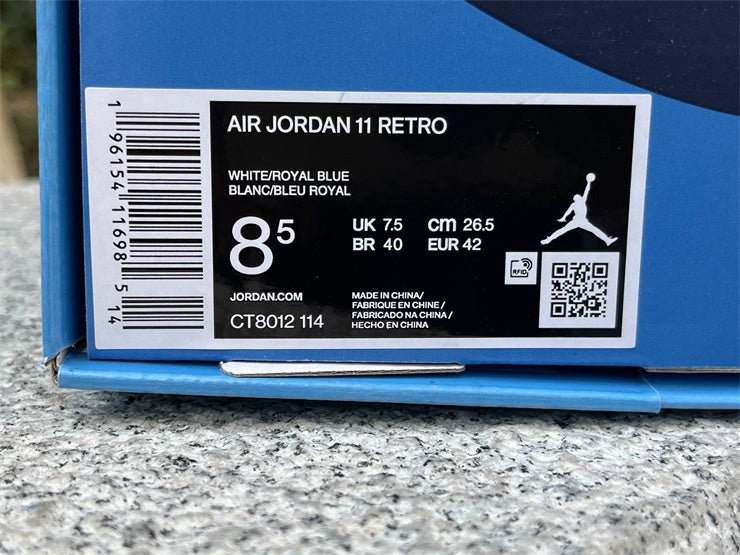 AIR JORDAN 11 RETRO
WHITE/ROYAL BLUE
BLANC/BLEU ROYAL
8 5
UK 7.5 cm 26.5
BR 40 EUR 42
RFID
JORDAN.COM
CT8012 114
MADE IN CHINA/
FABRIQUE EN CHINE /
FABRICADO NA CHINA /
HECHO EN CHINA
1 96154 11698 5 14